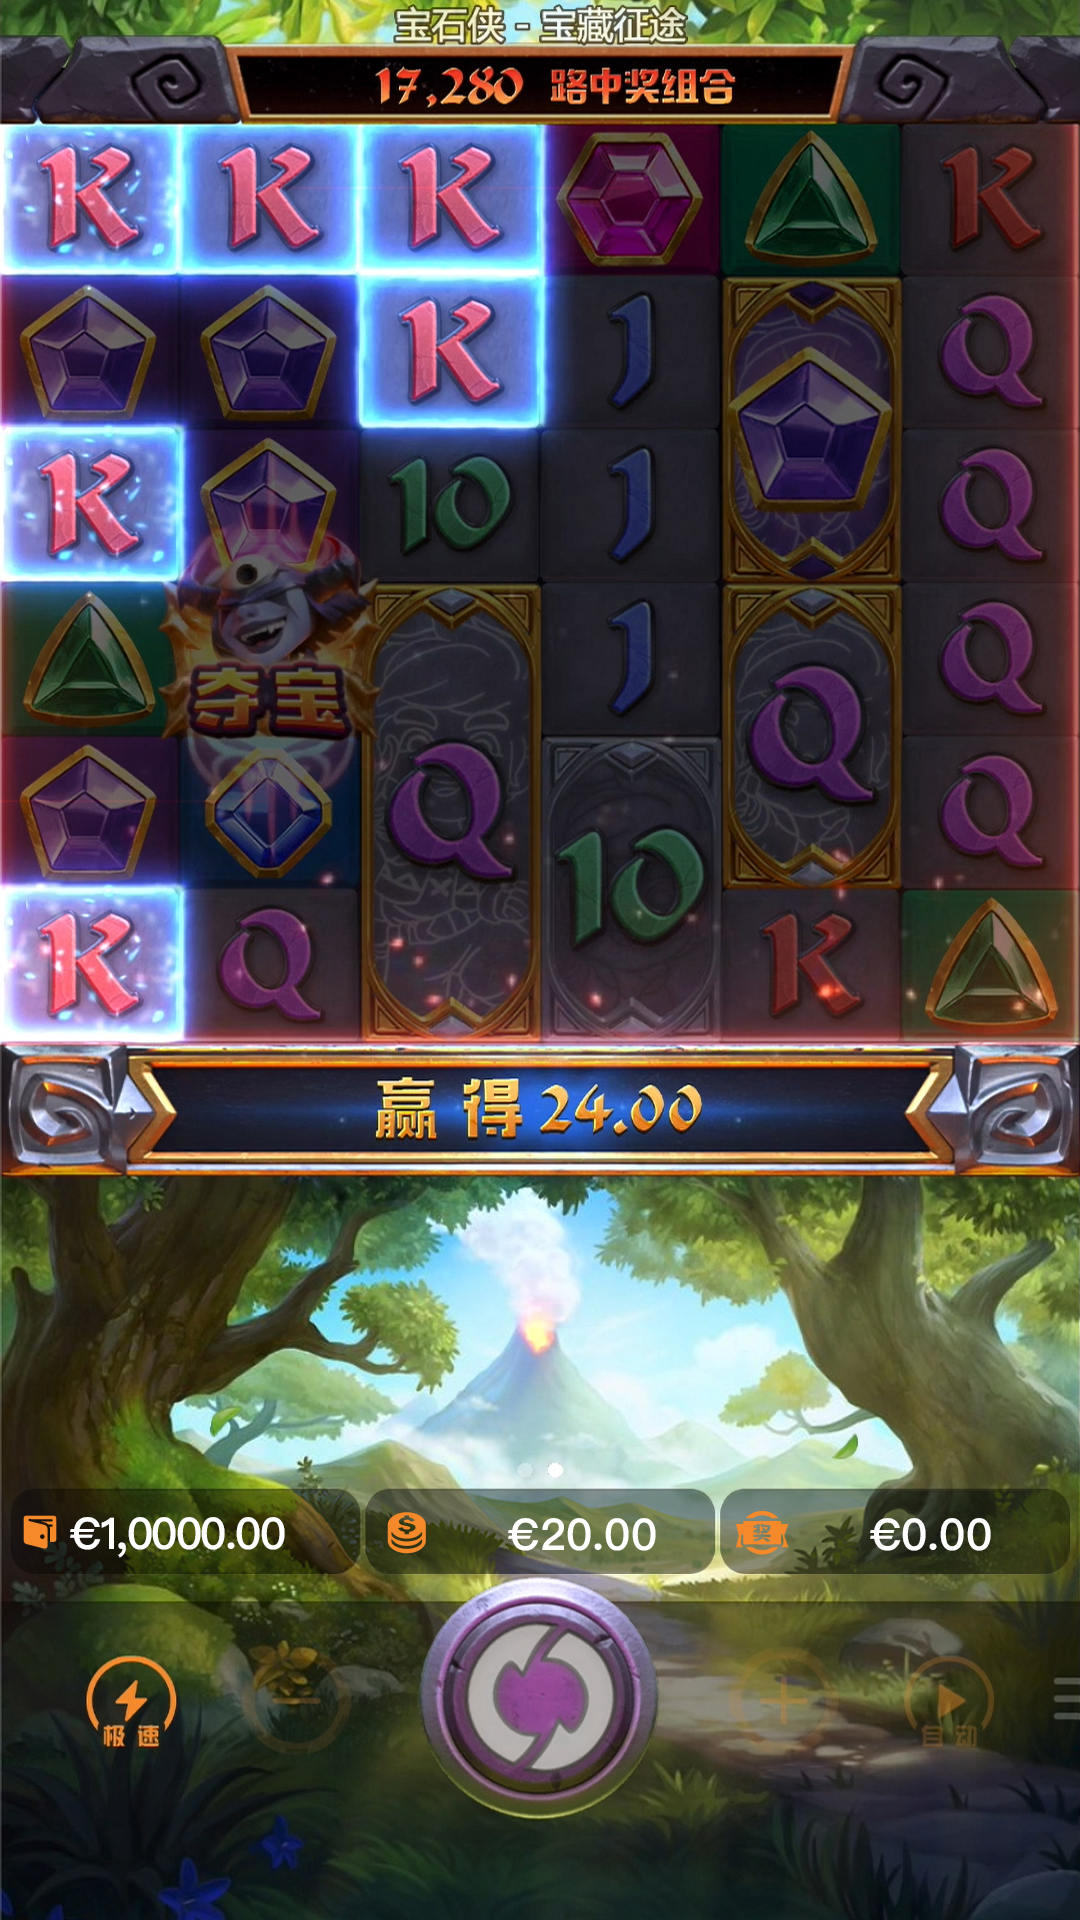 宝石侠 - 宝藏征途
17,280 路中奖组合
K K K K
K J Q
K 10 J Q
J Q Q
夺宝
Q 10 Q
K Q K
赢 得 24.00
€1,0000.00 €20.00 奖 €0.00
极 速 自 动